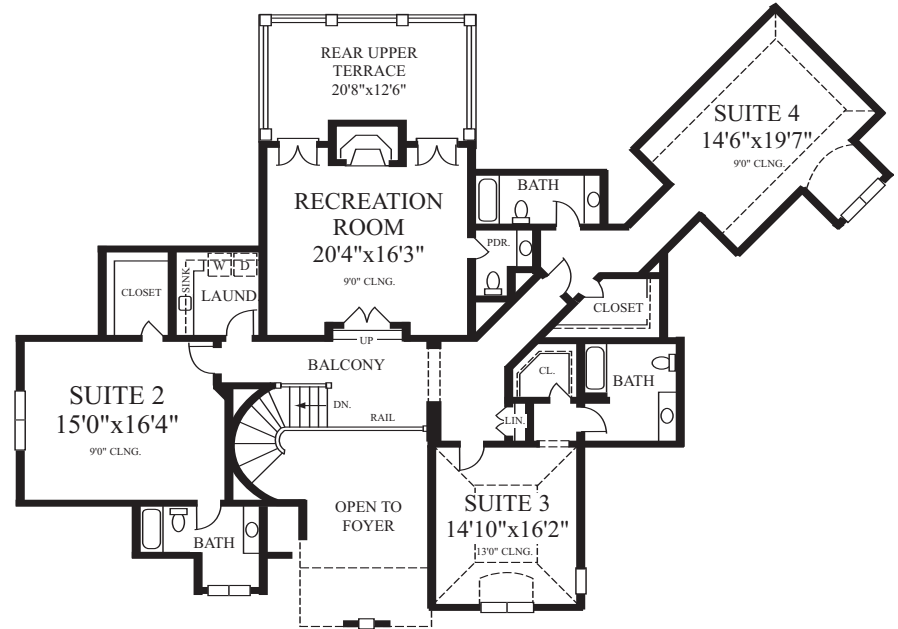 REAR UPPER
TERRACE
20'8"x12'6"
SUITE 4
14'6"x19'7"
9'0" CLNG.
RECREATION
ROOM
20'4"x16'3"
9'0" CLNG.
BATH
PDR.
CLOSET
SINK
W D
LAUND.
CLOSET
UP
BALCONY
DN.
RAIL
CL.
LIN.
BATH
SUITE 2
15'0"x16'4"
9'0" CLNG.
OPEN TO
FOYER
SUITE 3
14'10"x16'2"
13'0" CLNG.
BATH